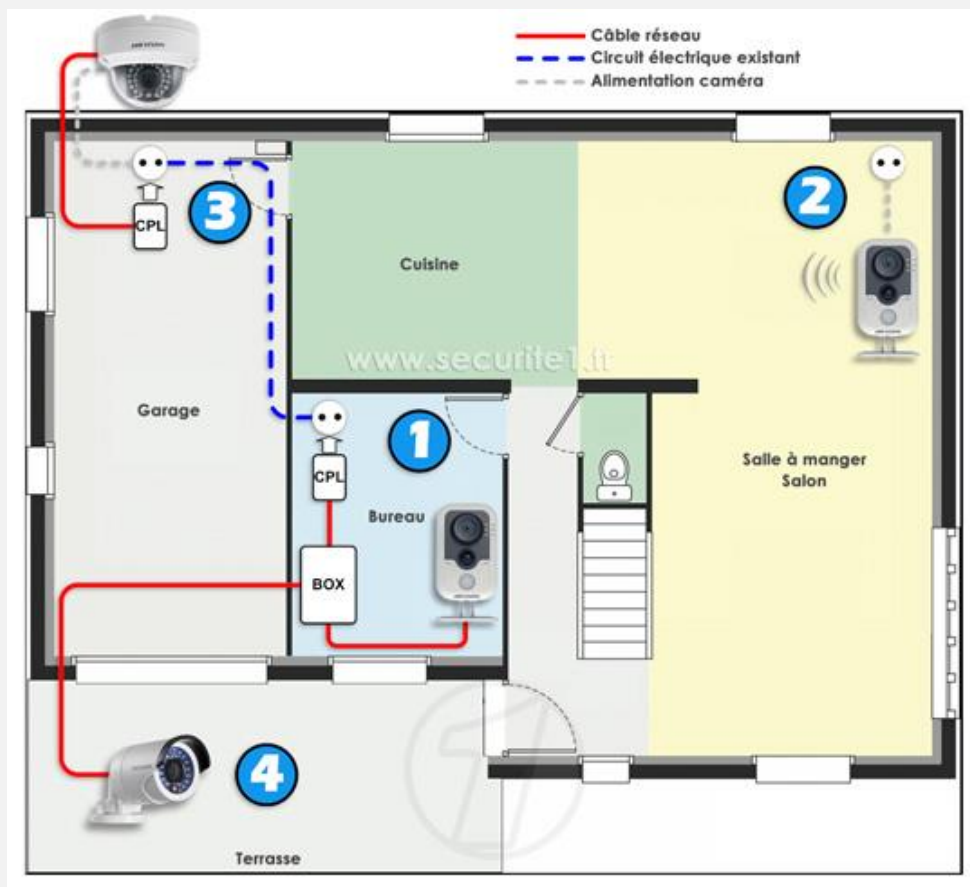 Câble réseau
Circuit électrique existant
Alimentation caméra
3
CPL
2
Cuisine
www.securite1.fr
Garage
1
CPL
Bureau
Salle à manger
Salon
BOX
4
Terrasse